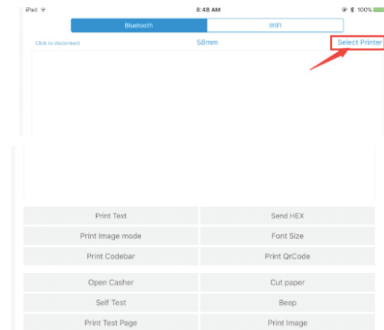 iPad 8:48 AM 100%
Bluetooth WIFI
Click to disconnect 58mm Select Printer
Print Text Send HEX
Print Image mode Font Size
Print Codebar Print QrCode
Open Casher Cut paper
Self Test Beep
Print Test Page Print Image